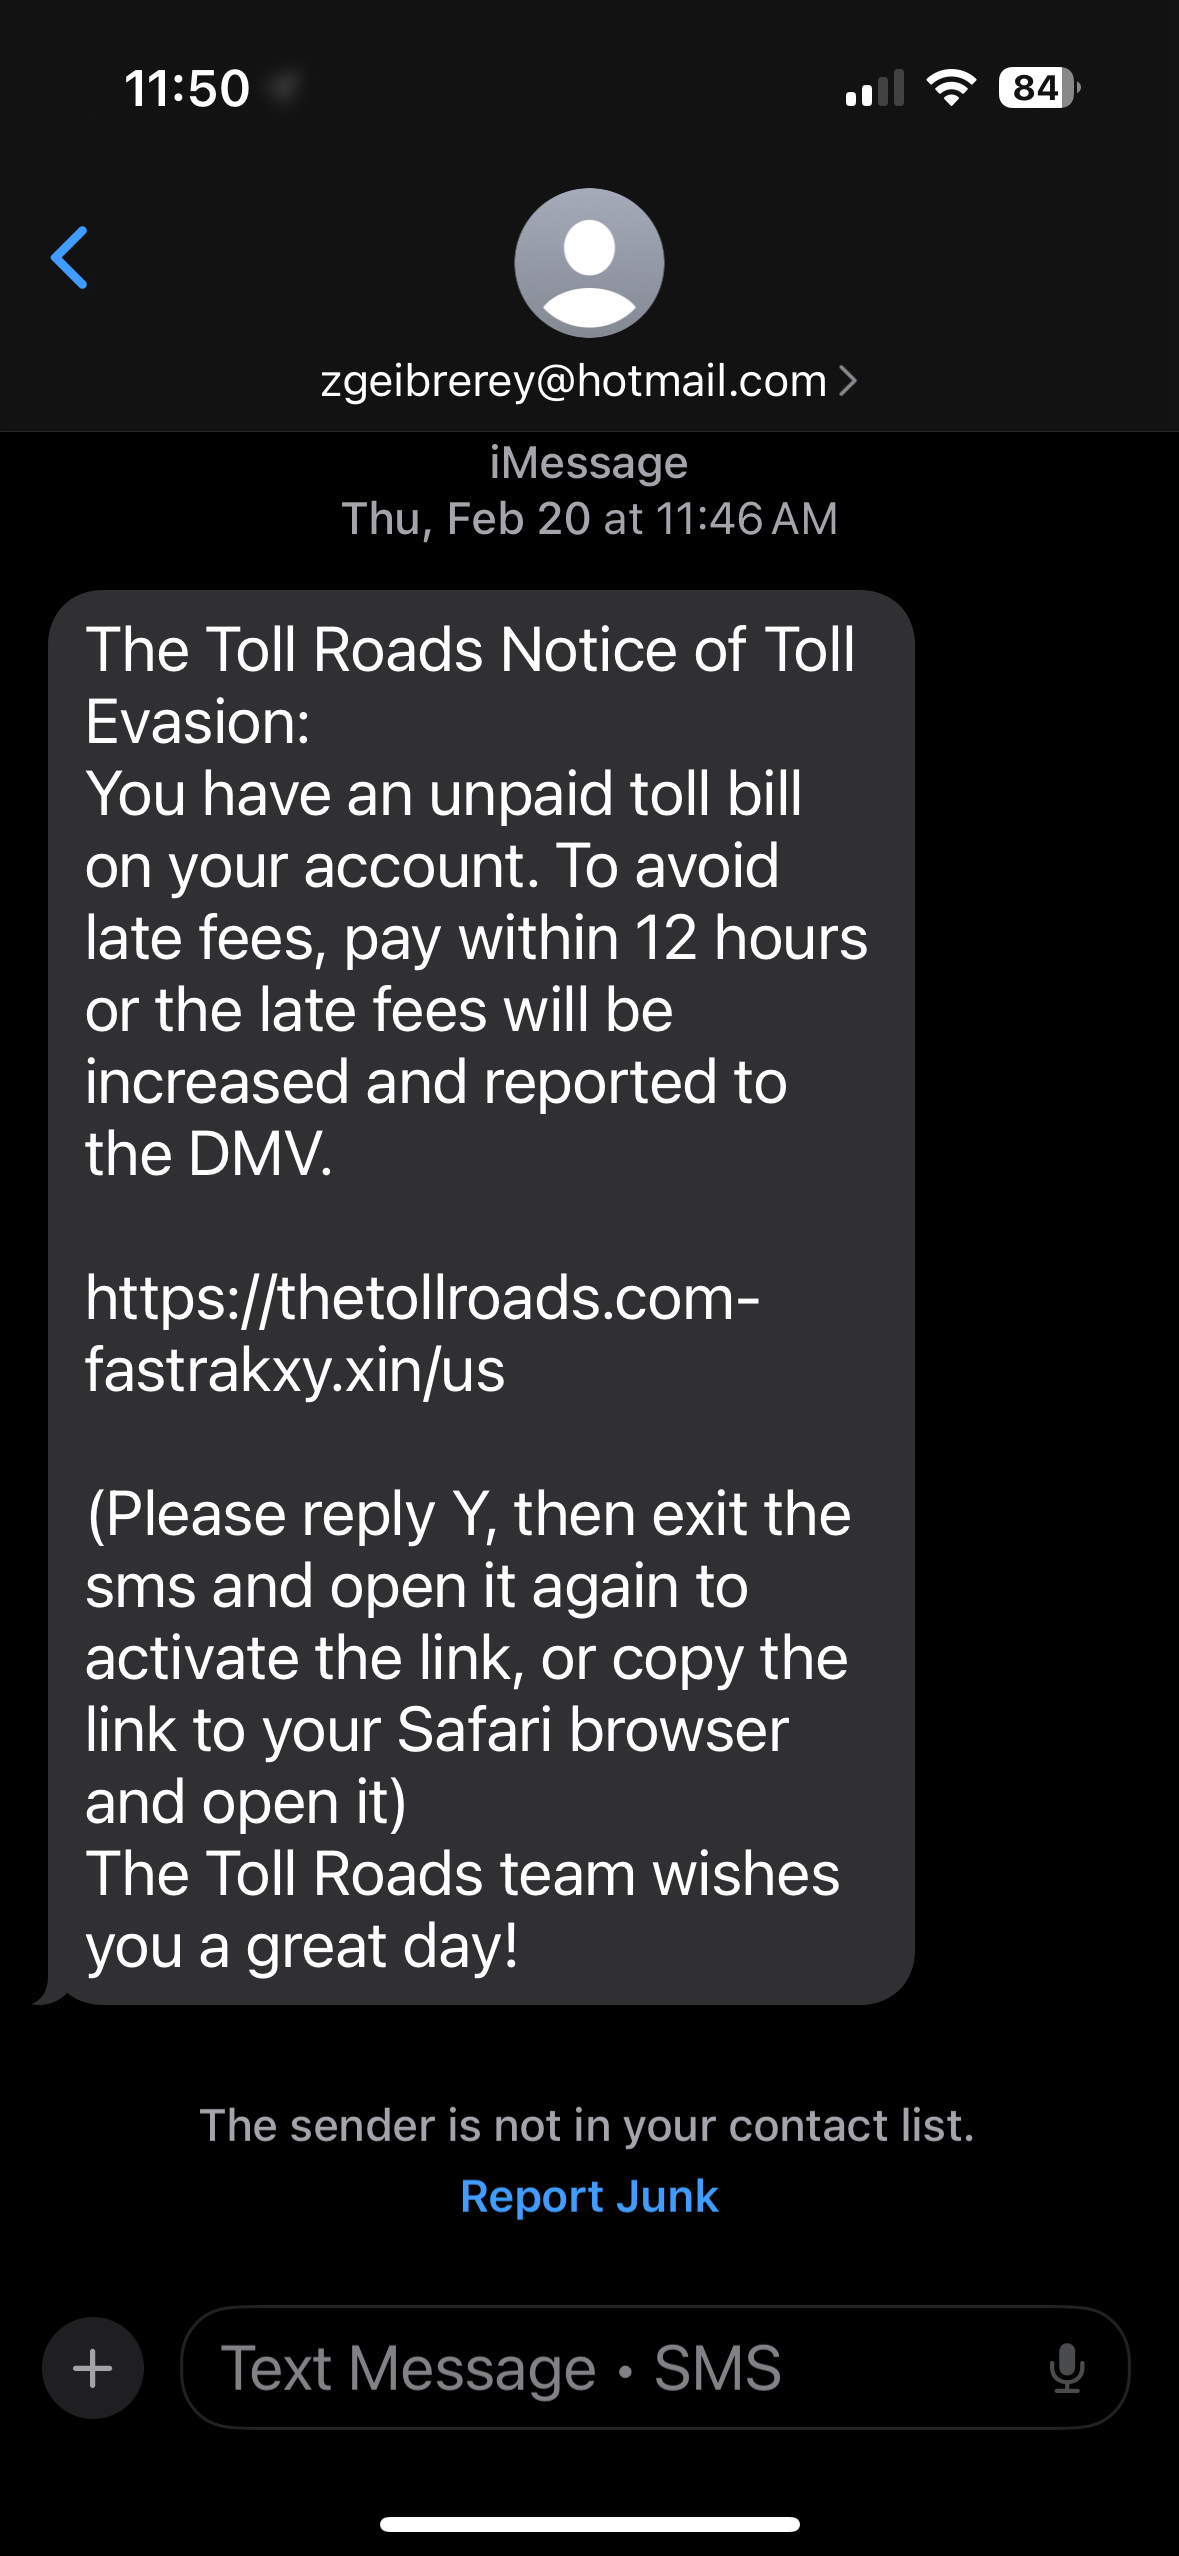 11:50
84
zgeibrerey@hotmail.com
iMessage
Thu, Feb 20 at 11:46 AM
The Toll Roads Notice of Toll
Evasion:
You have an unpaid toll bill
on your account. To avoid
late fees, pay within 12 hours
or the late fees will be
increased and reported to
the DMV.
https://thetollroads.com-
fastrakxy.xin/us
(Please reply Y, then exit the
sms and open it again to
activate the link, or copy the
link to your Safari browser
and open it)
The Toll Roads team wishes
you a great day!
The sender is not in your contact list.
Report Junk
Text Message • SMS